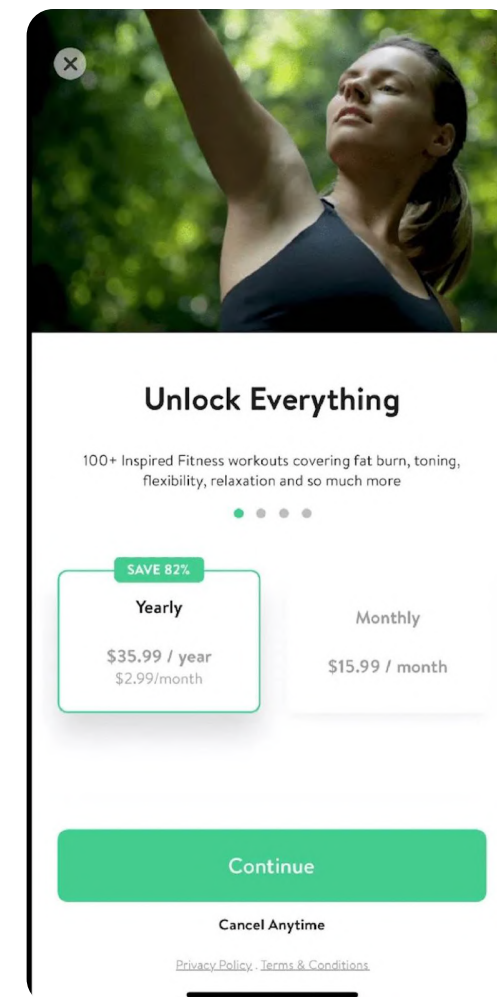 Unlock Everything
100+ Inspired Fitness workouts covering fat burn, toning,
flexibility, relaxation and so much more
SAVE 82%
Yearly
$35.99 / year
$2.99/month
Monthly
$15.99 / month
Continue
Cancel Anytime
Privacy Policy . Terms & Conditions